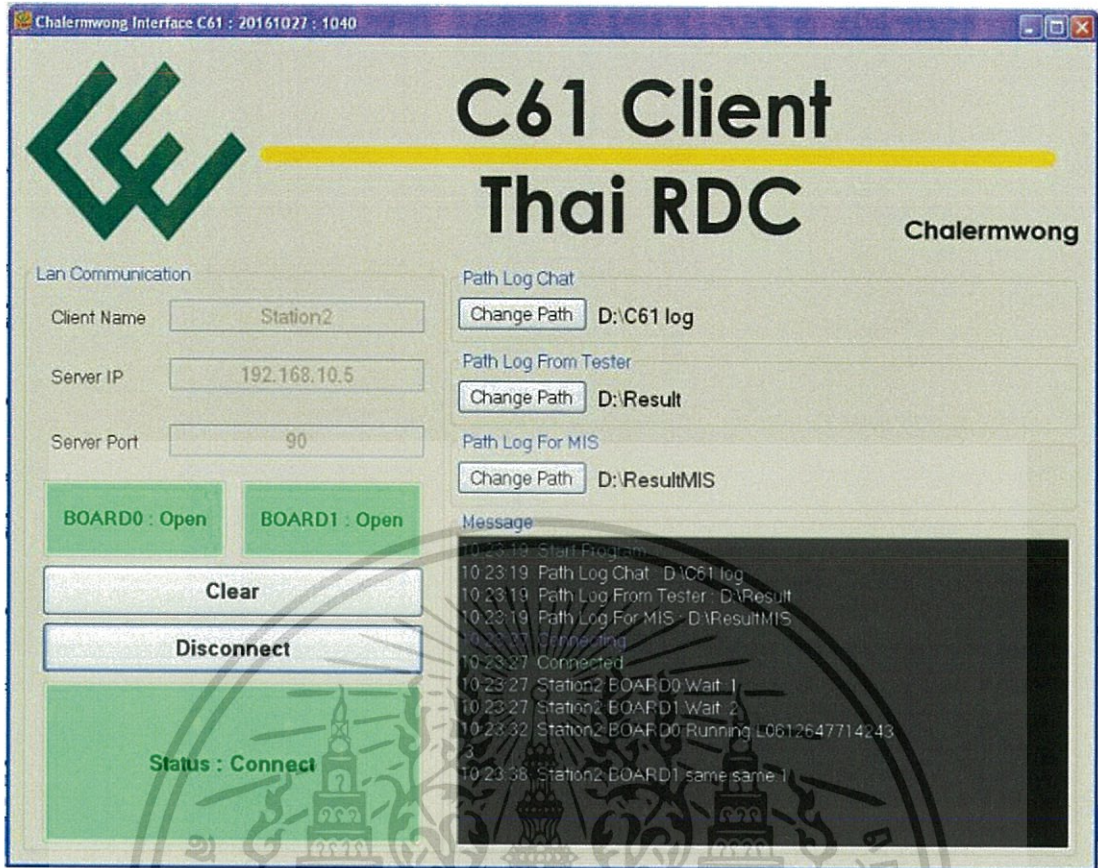 Chalermwong Interface C61 : 20161027 : 1040
C61 Client
Thai RDC
Chalermwong
Lan Communication
Client Name
Station2
Server IP
192.168.10.5
Server Port
90
BOARD0 : Open
BOARD1 : Open
Clear
Disconnect
Status : Connect
Path Log Chat
Change Path
D:\C61 log
Path Log From Tester
Change Path
D:\Result
Path Log For MIS
Change Path
D:\ResultMIS
Message
10:23:19 Start Program
10:23:19 Path Log Chat : D:\C61 log
10:23:19 Path Log From Tester : D:\Result
10:23:19 Path Log For MIS : D:\ResultMIS
10:23:27 Connecting
10:23:27 Connected
10:23:27 Station2:BOARD0:Wait:1
10:23:27 Station2:BOARD1:Wait:2
10:23:32 Station2:BOARD0:Running:L0612647714243
:3
10:23:38 Station2:BOARD1:same:same:1